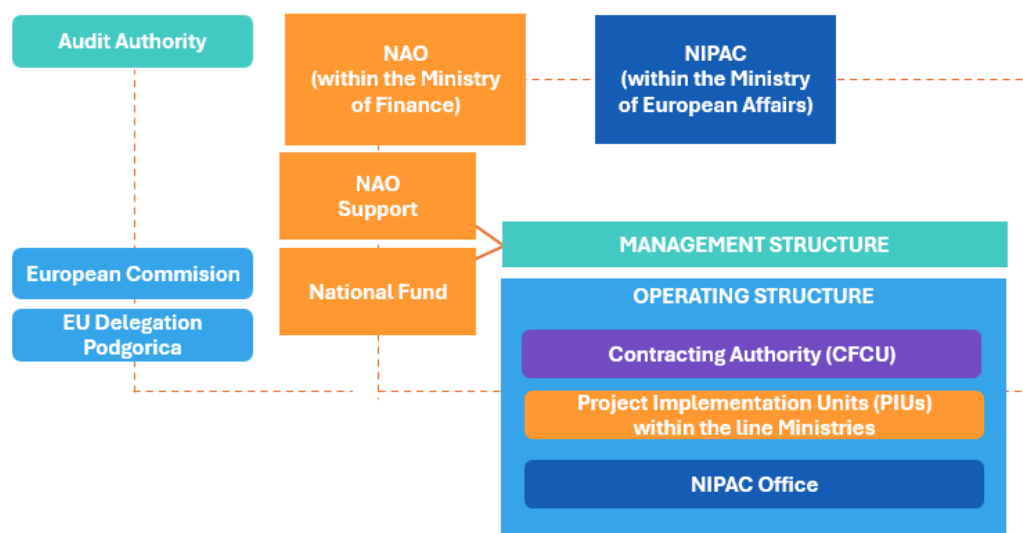 Audit Authority
NAO
(within the Ministry
of Finance)
NIPAC
(within the Ministry
of European Affairs)
NAO
Support
MANAGEMENT STRUCTURE
European Commision
National Fund
OPERATING STRUCTURE
EU Delegation
Podgorica
Contracting Authority (CFCU)
Project Implementation Units (PIUs)
within the line Ministries
NIPAC Office